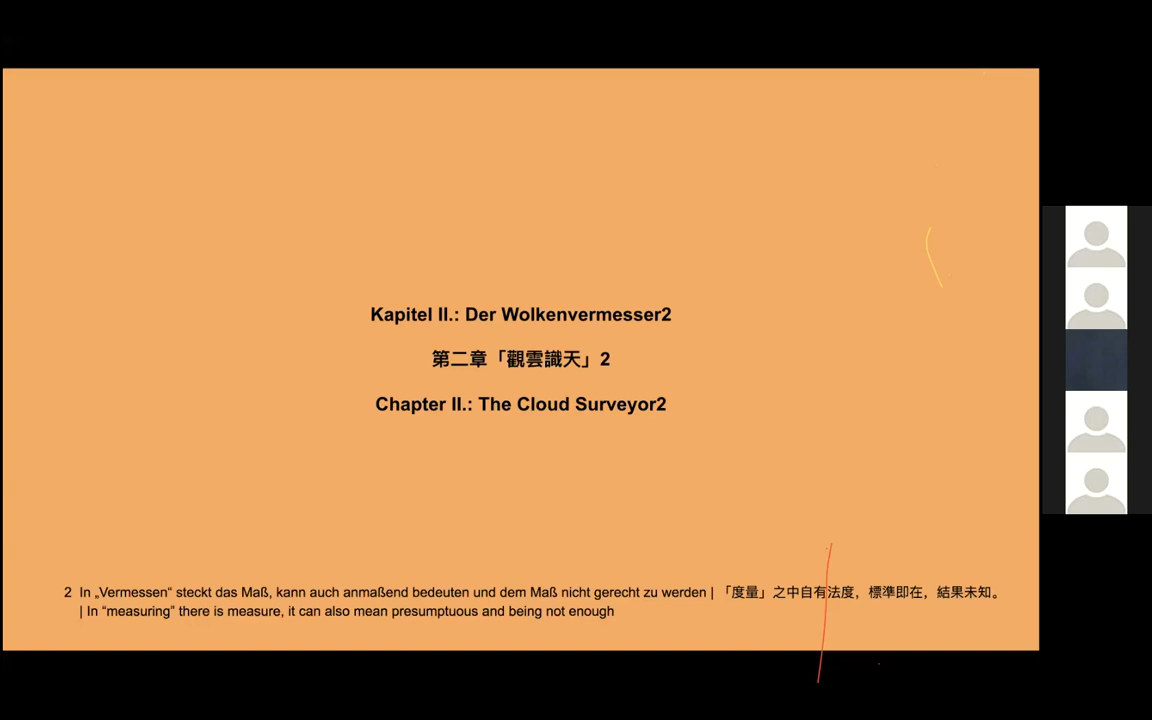 Kapitel II.: Der Wolkenvermesser2
第二章「觀雲識天」2
Chapter II.: The Cloud Surveyor2
2 In „Vermessen“ steckt das Maß, kann auch anmaßend bedeuten und dem Maß nicht gerecht zu werden | 「度量」之中自有法度，標準即在，結果未知。
| In “measuring” there is measure, it can also mean presumptuous and being not enough